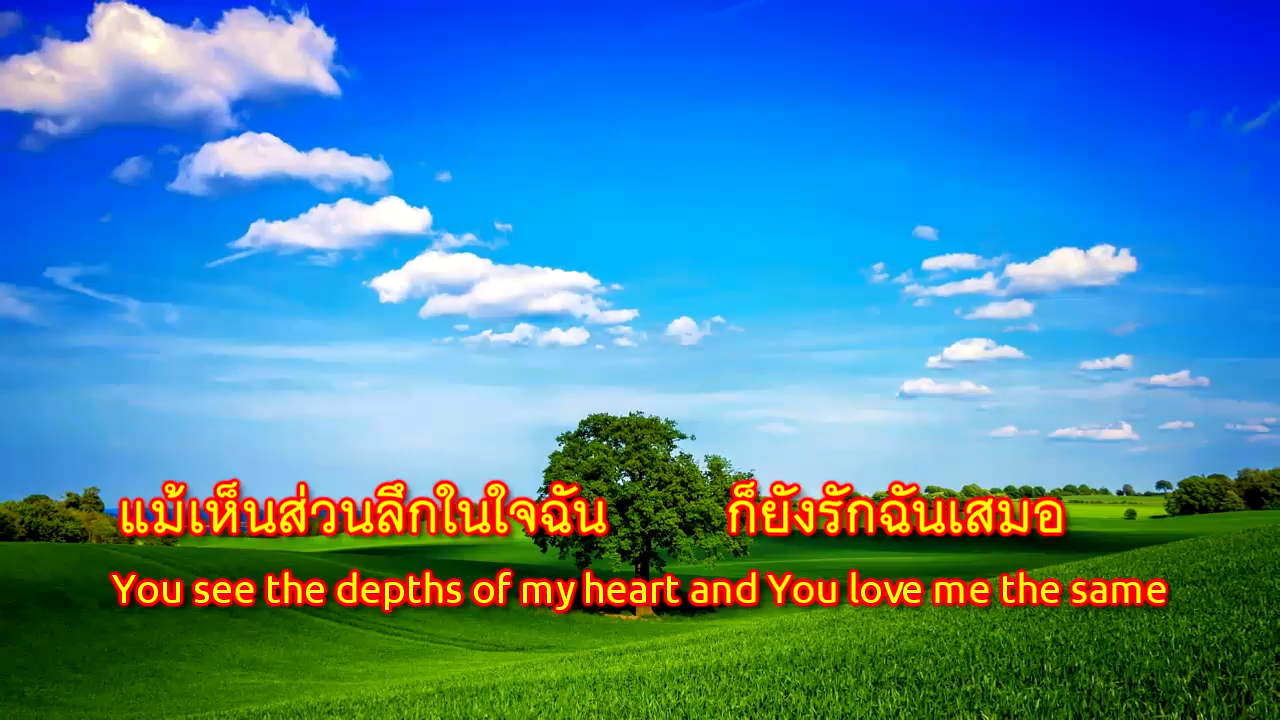 แม้เห็นส่วนลึกในใจฉัน ก็ยังรักฉันเสมอ
You see the depths of my heart and You love me the same